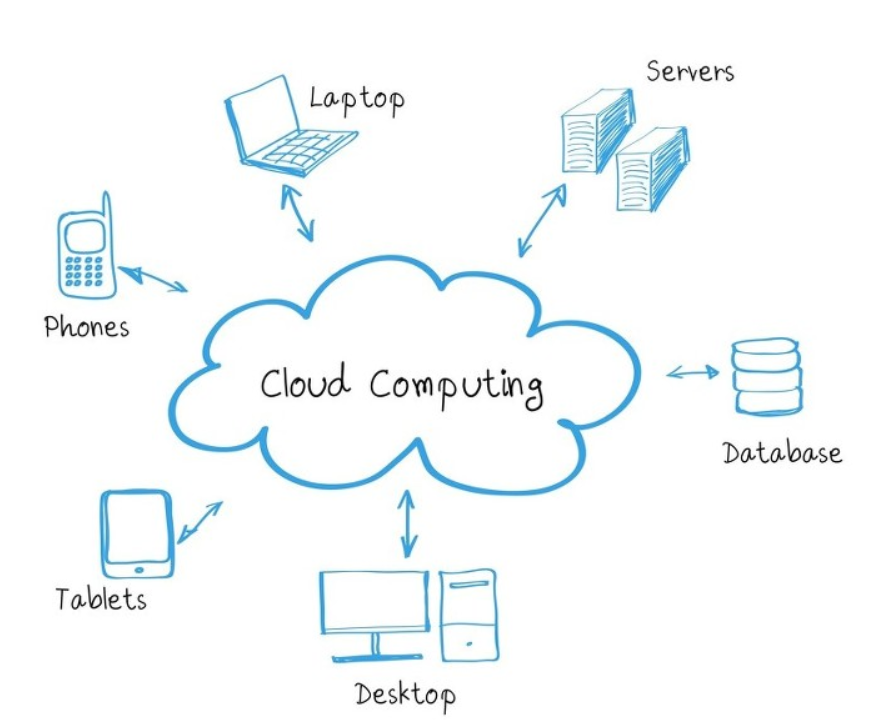 Laptop
Servers
Phones
Cloud Computing
Database
Tablets
Desktop